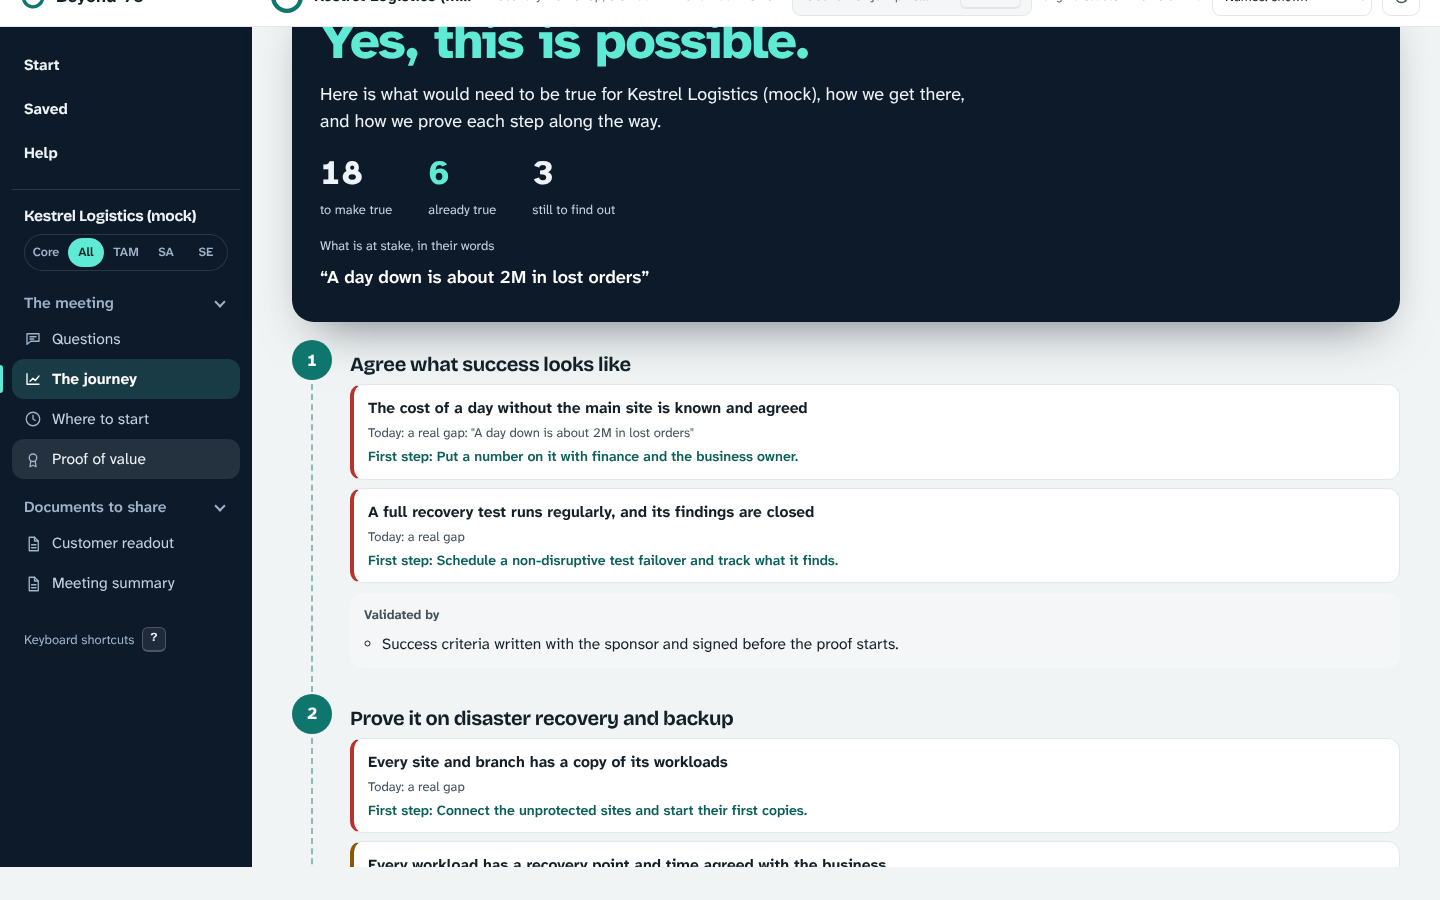 Start
Saved
Help
Kestrel Logistics (mock)
Core All TAM SA SE
The meeting
Questions
The journey
Where to start
Proof of value
Documents to share
Customer readout
Meeting summary
Keyboard shortcuts ?
Yes, this is possible.
Here is what would need to be true for Kestrel Logistics (mock), how we get there,
and how we prove each step along the way.
18 6 3
to make true already true still to find out
What is at stake, in their words
“A day down is about 2M in lost orders”
1 Agree what success looks like
The cost of a day without the main site is known and agreed
Today: a real gap: "A day down is about 2M in lost orders"
First step: Put a number on it with finance and the business owner.
A full recovery test runs regularly, and its findings are closed
Today: a real gap
First step: Schedule a non-disruptive test failover and track what it finds.
Validated by
Success criteria written with the sponsor and signed before the proof starts.
2 Prove it on disaster recovery and backup
Every site and branch has a copy of its workloads
Today: a real gap
First step: Connect the unprotected sites and start their first copies.
Every workload has a recovery point and time agreed with the business